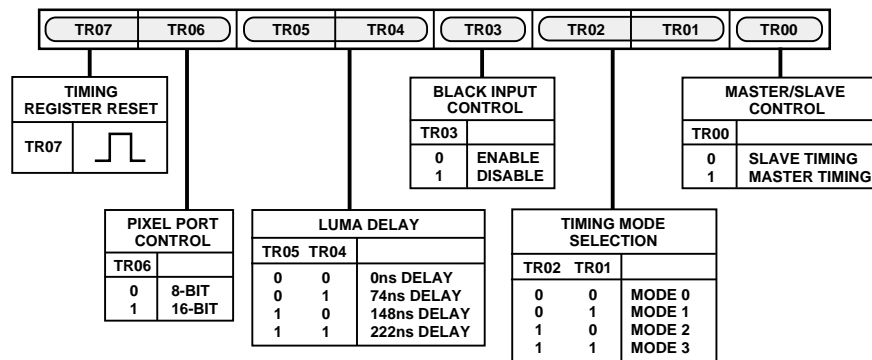 TR07 TR06 TR05 TR04 TR03 TR02 TR01 TR00
TIMING
REGISTER RESET
TR07
BLACK INPUT
CONTROL
TR03
0 ENABLE
1 DISABLE
MASTER/SLAVE
CONTROL
TR00
0 SLAVE TIMING
1 MASTER TIMING
PIXEL PORT
CONTROL
TR06
0 8-BIT
1 16-BIT
LUMA DELAY
TR05 TR04
0 0 0ns DELAY
0 1 74ns DELAY
1 0 148ns DELAY
1 1 222ns DELAY
TIMING MODE
SELECTION
TR02 TR01
0 0 MODE 0
0 1 MODE 1
1 0 MODE 2
1 1 MODE 3